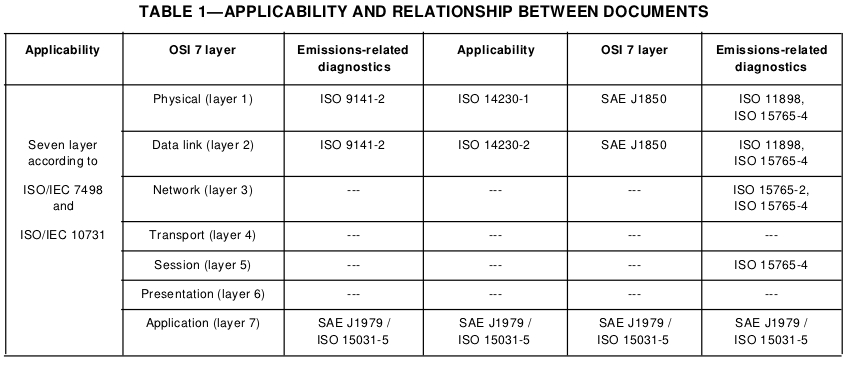 TABLE 1—APPLICABILITY AND RELATIONSHIP BETWEEN DOCUMENTS
Applicability OSI 7 layer Emissions-related Applicability OSI 7 layer Emissions-related
diagnostics diagnostics
Physical (layer 1) ISO 9141-2 ISO 14230-1 SAE J1850 ISO 11898,
ISO 15765-4
Seven layer Data link (layer 2) ISO 9141-2 ISO 14230-2 SAE J1850 ISO 11898,
according to ISO 15765-4
ISO/IEC 7498 Network (layer 3) --- --- --- ISO 15765-2,
and ISO 15765-4
ISO/IEC 10731 Transport (layer 4) --- --- --- ---
Session (layer 5) --- --- --- ISO 15765-4
Presentation (layer 6) --- --- --- ---
Application (layer 7) SAE J1979 / SAE J1979 / SAE J1979 / SAE J1979 /
ISO 15031-5 ISO 15031-5 ISO 15031-5 ISO 15031-5